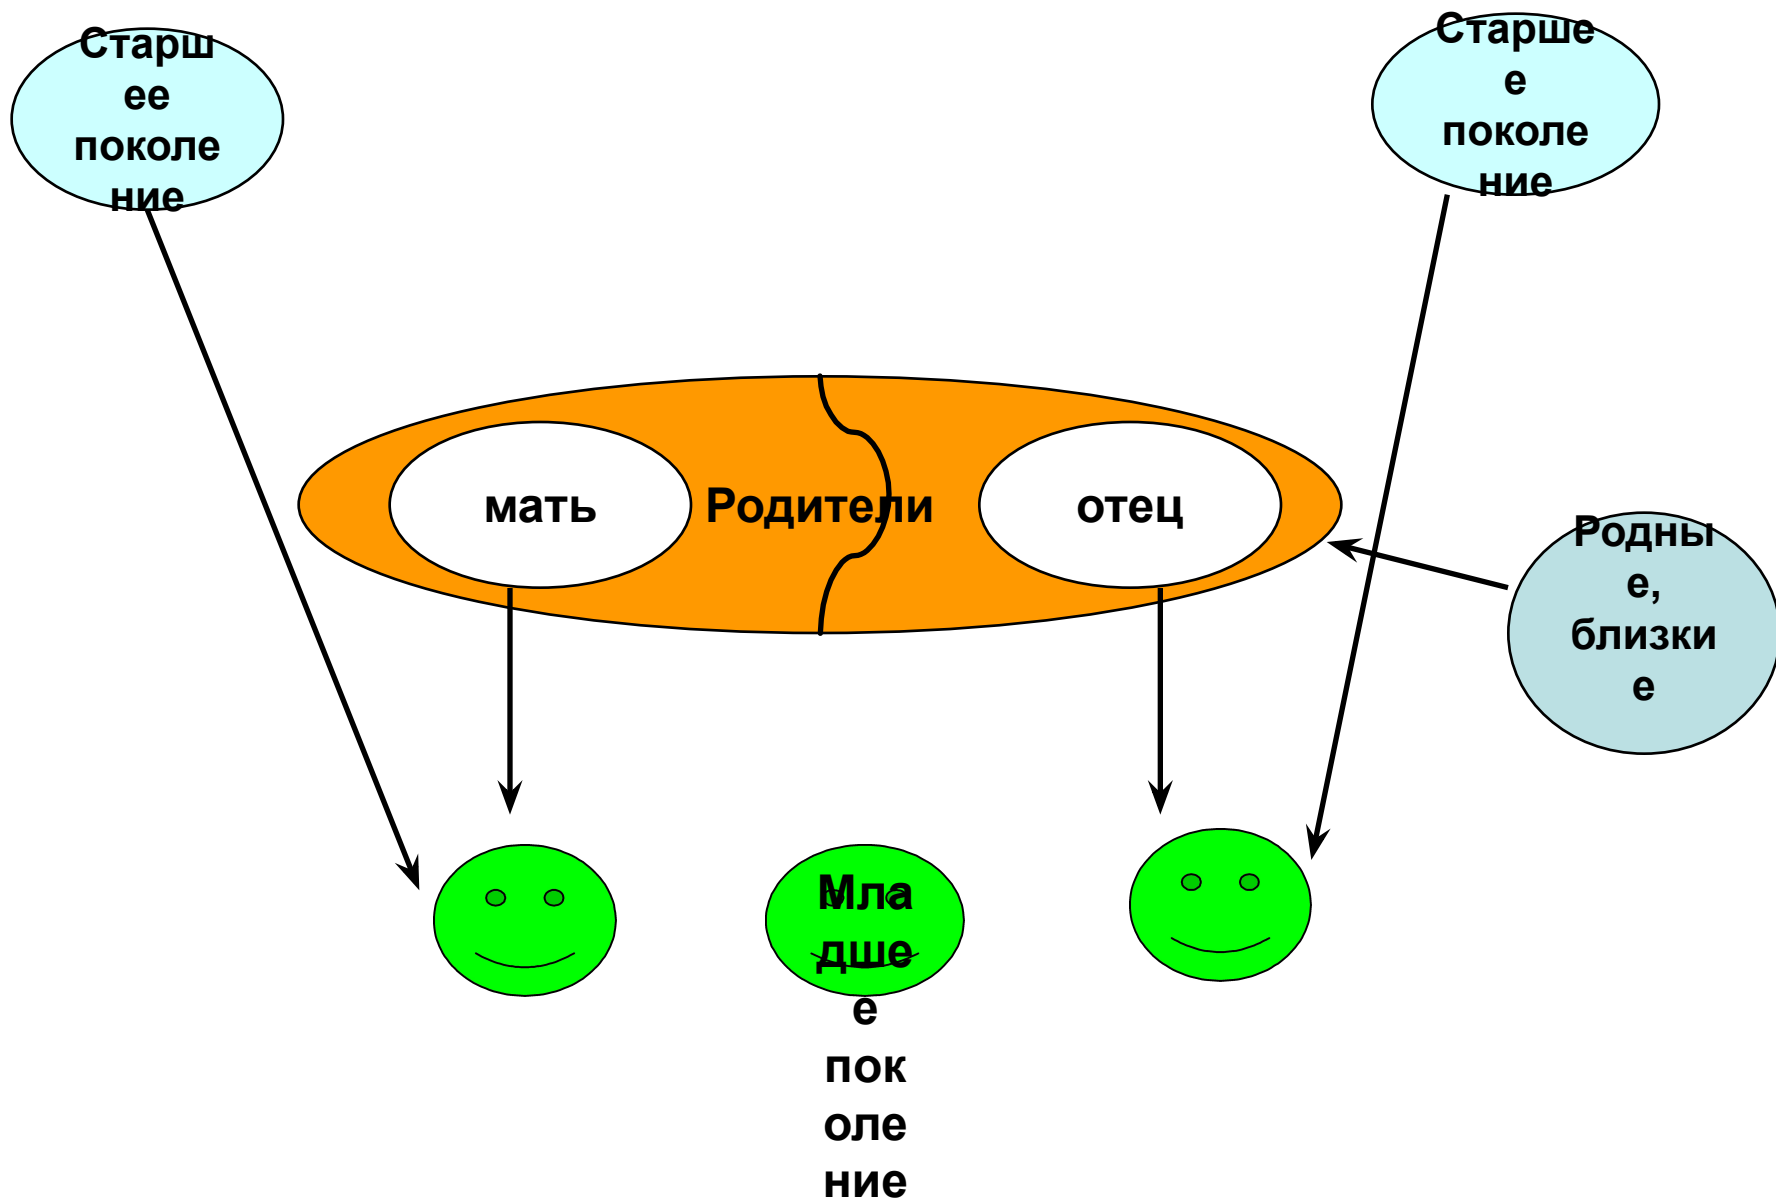 Старш
ее
поколе
ние
Старше
е
поколе
ние
мать
Родители
отец
Родны
е,
близки
е
Мла
дше
е
пок
оле
ние